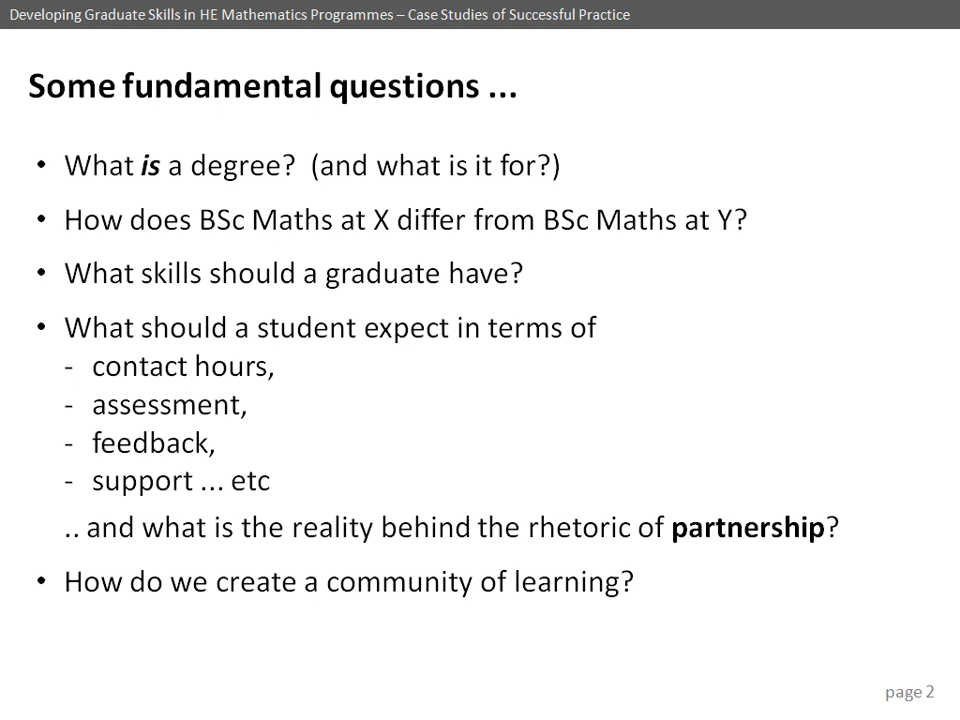 Developing Graduate Skills in HE Mathematics Programmes – Case Studies of Successful Practice
Some fundamental questions ...
• What is a degree? (and what is it for?)
• How does BSc Maths at X differ from BSc Maths at Y?
• What skills should a graduate have?
• What should a student expect in terms of
- contact hours,
- assessment,
- feedback,
- support ... etc
.. and what is the reality behind the rhetoric of partnership?
• How do we create a community of learning?
page 2